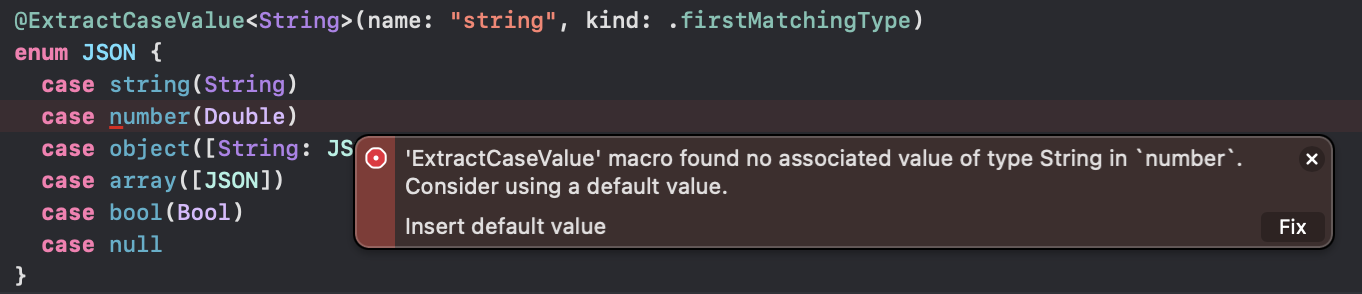 @ExtractCaseValue<String>(name: "string", kind: .firstMatchingType)
enum JSON {
  case string(String)
  case number(Double)
  case object([String: JS
'ExtractCaseValue' macro found no associated value of type String in `number`.
Consider using a default value.
Insert default value
Fix
  case array([JSON])
  case bool(Bool)
  case null
}